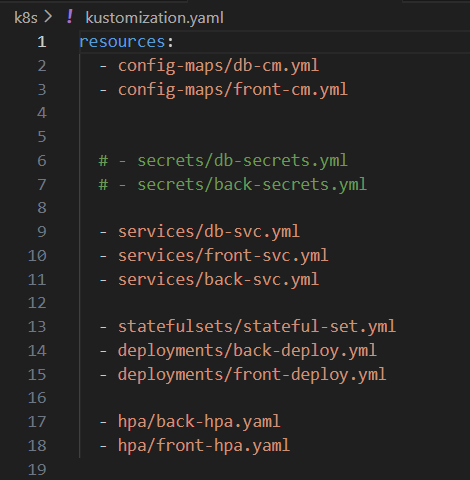 k8s > ! kustomization.yaml
1 resources:
2 - config-maps/db-cm.yml
3 - config-maps/front-cm.yml
4
5
6 # - secrets/db-secrets.yml
7 # - secrets/back-secrets.yml
8
9 - services/db-svc.yml
10 - services/front-svc.yml
11 - services/back-svc.yml
12
13 - statefulsets/stateful-set.yml
14 - deployments/back-deploy.yml
15 - deployments/front-deploy.yml
16
17 - hpa/back-hpa.yaml
18 - hpa/front-hpa.yaml
19